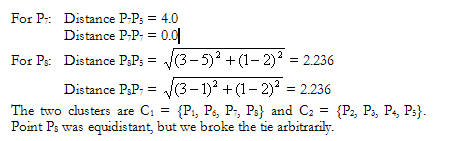 For P₇: Distance P₇P₅ = 4.0
Distance P₇P₇ = 0.0
For P₈: Distance P₈P₅ = √(3 – 5)² + (1 – 2)² = 2.236
Distance P₈P₇ = √(3 – 1)² + (1 – 2)² = 2.236
The two clusters are C₁ = {P₁, P₆, P₇, P₈} and C₂ = {P₂, P₃, P₄, P₅}.
Point P₈ was equidistant, but we broke the tie arbitrarily.